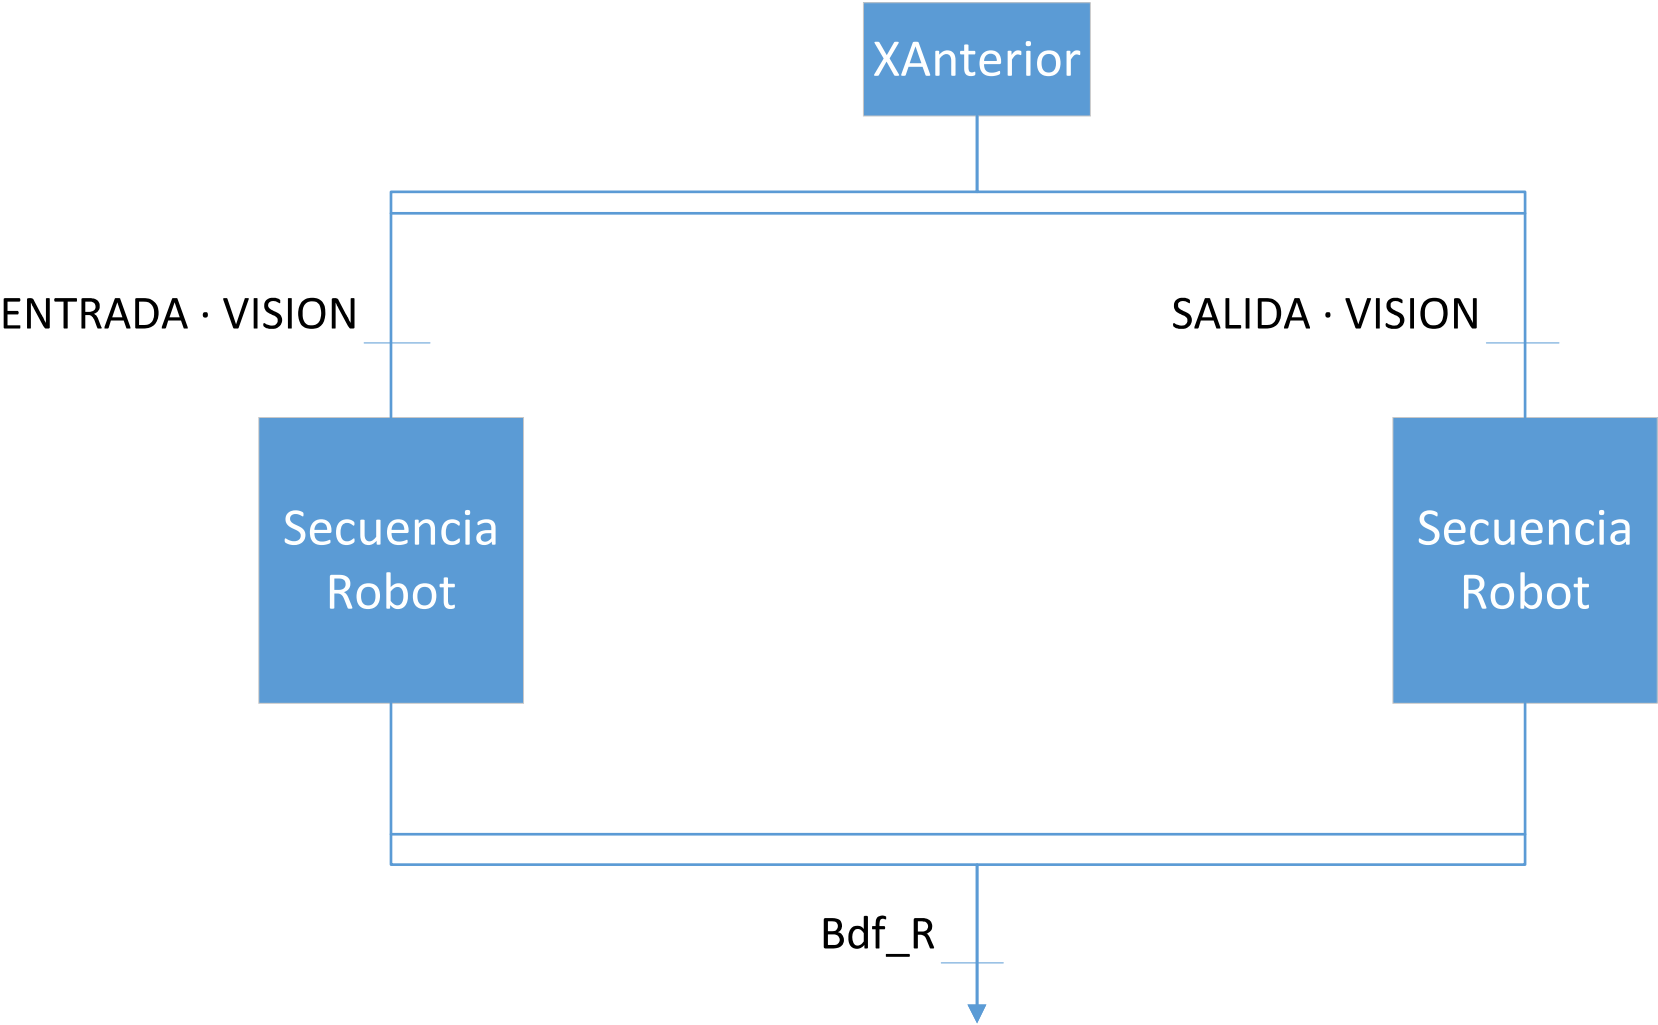 XAnterior
ENTRADA · VISION
SALIDA · VISION
Secuencia
Robot
Secuencia
Robot
Bdf_R